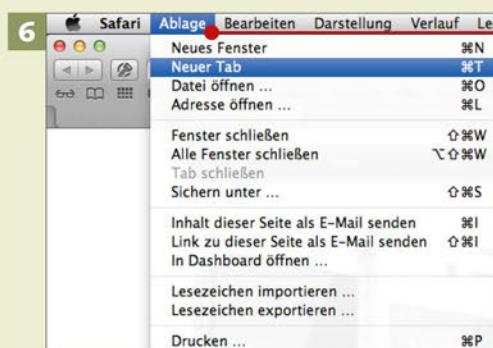 6
Safari Ablage Bearbeiten Darstellung Verlauf Le
Neues Fenster ⌘N
Neuer Tab ⌘T
Datei öffnen ... ⌘O
Adresse öffnen ... ⌘L
Fenster schließen ⇧⌘W
Alle Fenster schließen ⌥⇧⌘W
Tab schließen
Sichern unter ... ⇧⌘S
Inhalt dieser Seite als E-Mail senden ⌘I
Link zu dieser Seite als E-Mail senden ⇧⌘I
In Dashboard öffnen ...
Lesezeichen importieren ...
Lesezeichen exportieren ...
Drucken ... ⌘P